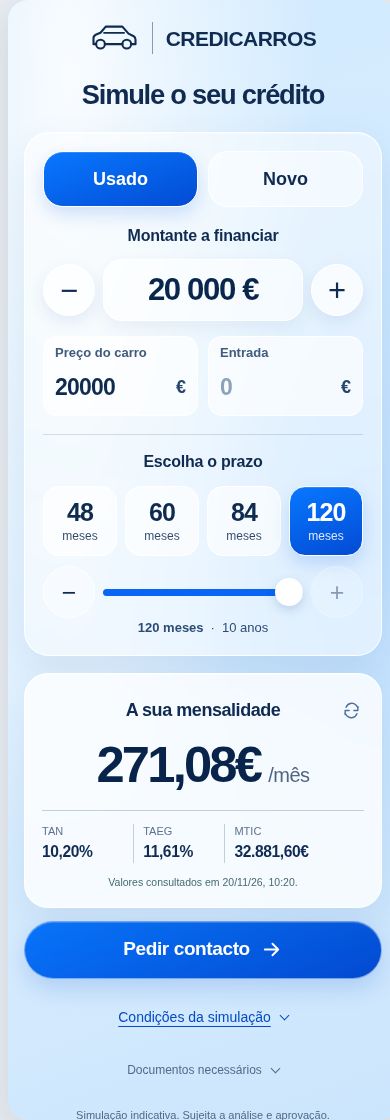 CREDICARROS
Simule o seu crédito
Usado Novo
Montante a financiar
− 20 000 € +
Preço do carro Entrada
20000 € 0 €
Escolha o prazo
48 60 84 120
meses meses meses meses
− +
120 meses · 10 anos
A sua mensalidade
271,08€ /mês
TAN TAEG MTIC
10,20% 11,61% 32.881,60€
Valores consultados em 20/11/26, 10:20.
Pedir contacto →
Condições da simulação
Documentos necessários
Simulação indicativa. Sujeita a análise e aprovação.